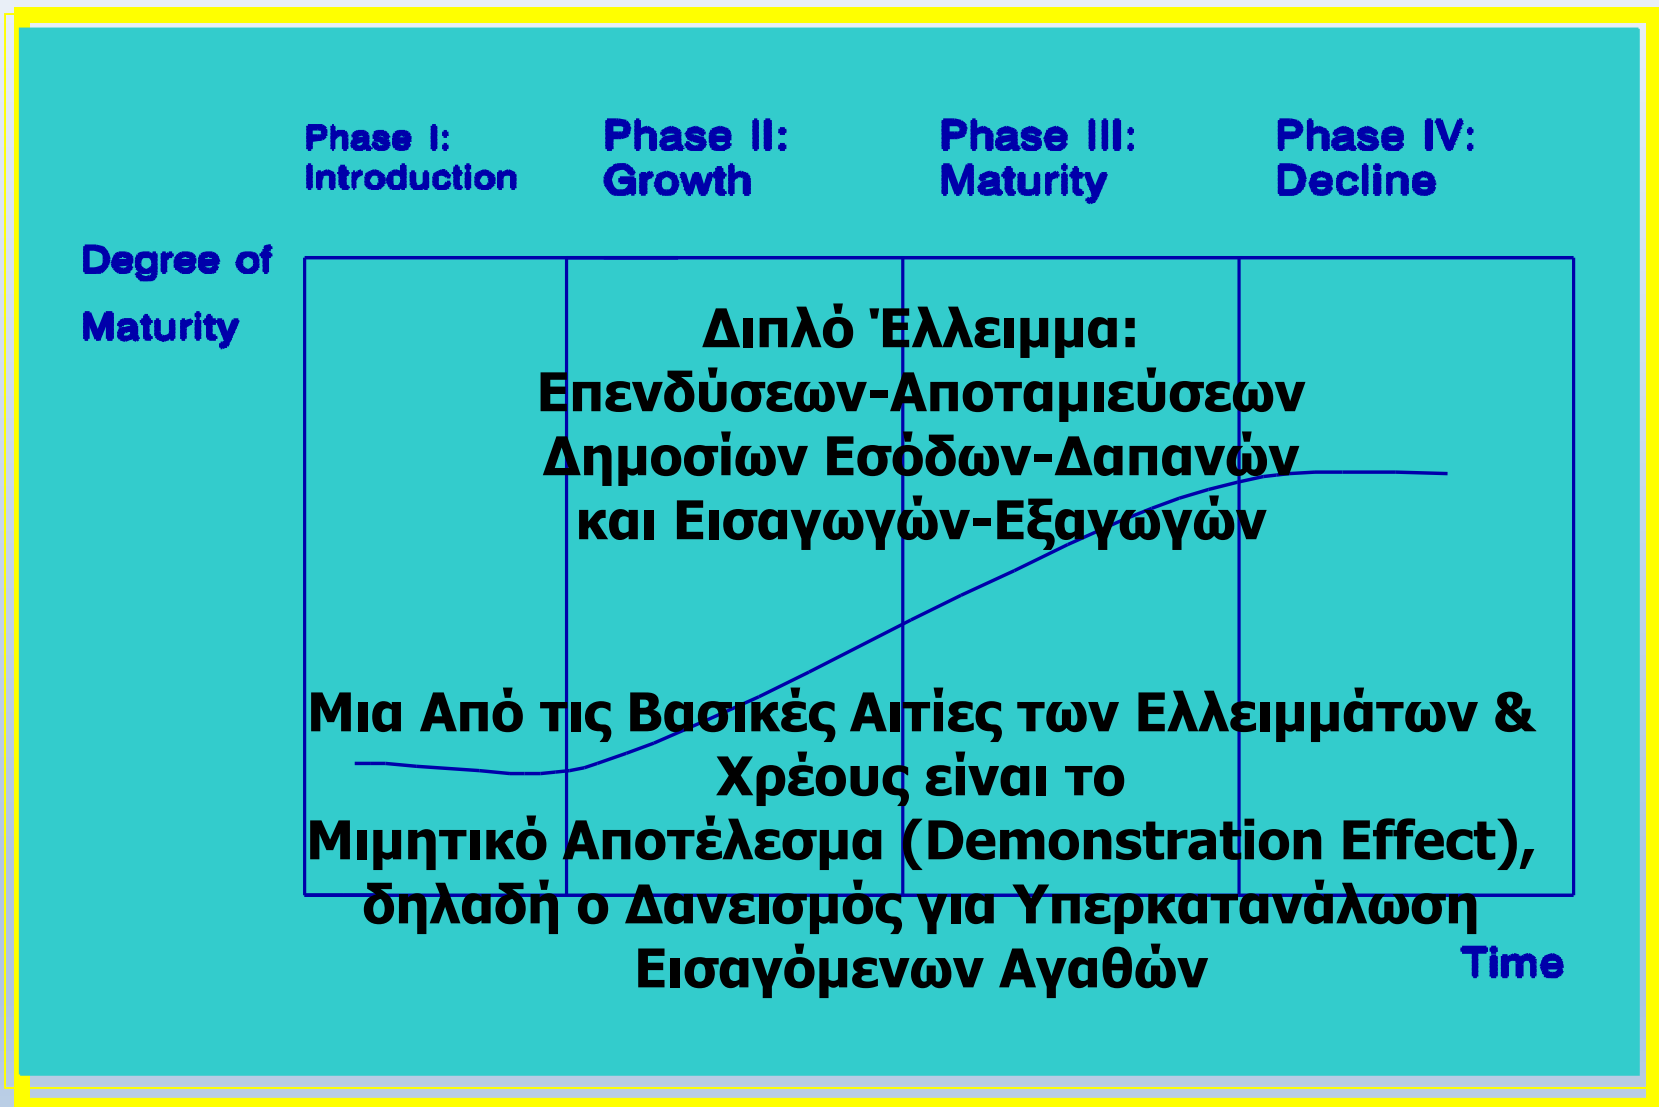 Phase I:
Introduction
Phase II:
Growth
Phase III:
Maturity
Phase IV:
Decline
Degree of
Maturity
Διπλό Έλλειμμα:
Επενδύσεων-Αποταμιεύσεων
Δημοσίων Εσόδων-Δαπανών
και Εισαγωγών-Εξαγωγών
Μια Από τις Βασικές Αιτίες των Ελλειμμάτων &
Χρέους είναι το
Μιμητικό Αποτέλεσμα (Demonstration Effect),
δηλαδή ο Δανεισμός για Υπερκατανάλωση
Εισαγόμενων Αγαθών
Time